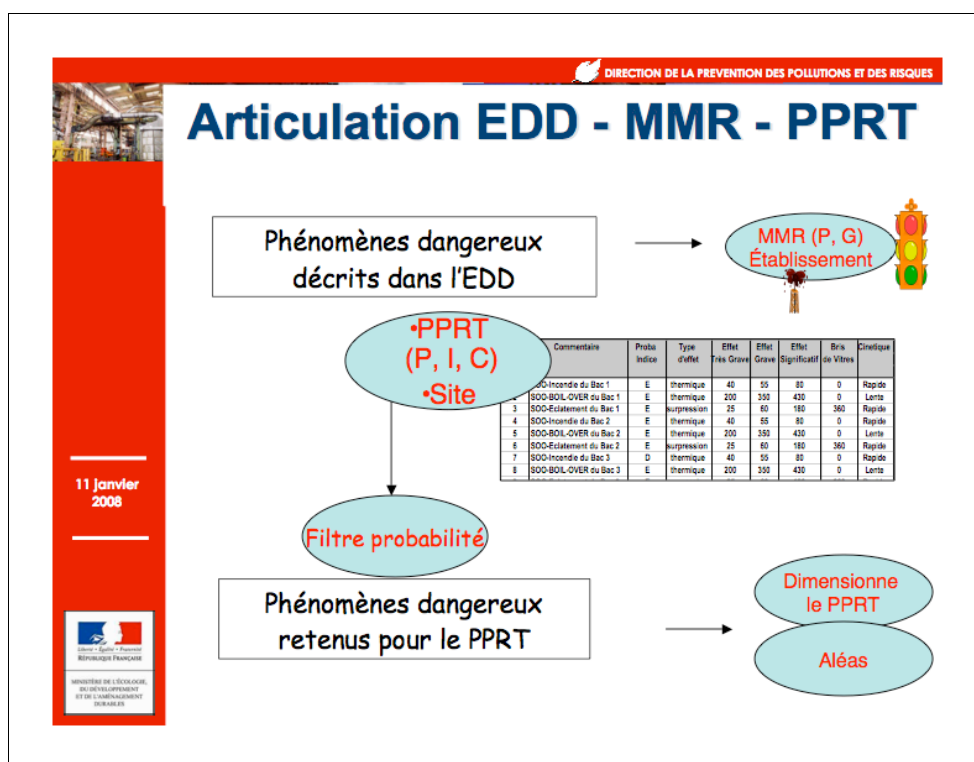 DIRECTION DE LA PREVENTION DES POLLUTIONS ET DES RISQUES
Articulation EDD - MMR - PPRT
Phénomènes dangereux
décrits dans l'EDD
MMR (P, G)
Établissement
•PPRT
(P, I, C)
•Site
Commentaire Proba Indice Type d'effet Effet Très Grave Effet Grave Effet Significatif Bris de Vitres Cinetique
SOO-Incendie du Bac 1 E thermique 40 55 80 0 Rapide
SOO-BOIL-OVER du Bac 1 E thermique 200 350 430 0 Lente
3 SOO-Eclatement du Bac 1 E surpression 25 60 180 360 Rapide
4 SOO-Incendie du Bac 2 E thermique 40 55 80 0 Rapide
5 SOO-BOIL-OVER du Bac 2 E thermique 200 350 430 0 Lente
6 SOO-Eclatement du Bac 2 E surpression 25 60 180 360 Rapide
7 SOO-Incendie du Bac 3 D thermique 40 55 80 0 Rapide
8 SOO-BOIL-OVER du Bac 3 E thermique 200 350 430 0 Lente
11 janvier
2008
Filtre probabilité
Phénomènes dangereux
retenus pour le PPRT
Dimensionne
le PPRT
Aléas
Liberté • Égalité • Fraternité
RÉPUBLIQUE FRANÇAISE
MINISTÈRE DE L'ÉCOLOGIE,
DU DÉVELOPPEMENT
ET DE L'AMÉNAGEMENT
DURABLES